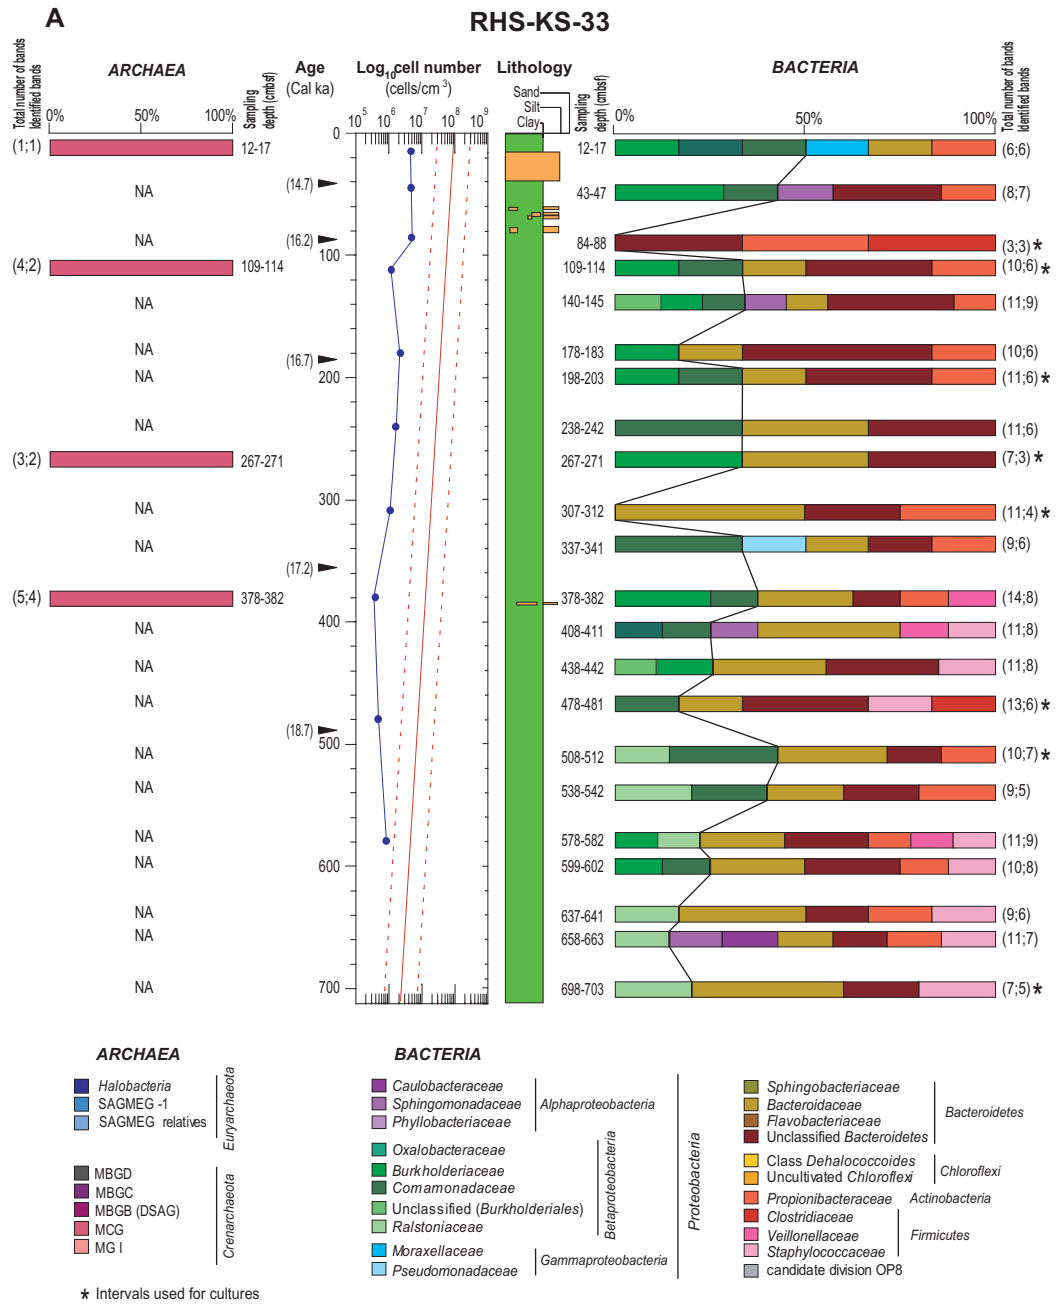 A
RHS-KS-33
Total number of bands
Identified bands
ARCHAEA
Sampling
depth (cmbsf)
Age
(Cal ka)
Log10 cell number
(cells/cm3)
Lithology
Sand
Silt
Clay
Sampling
depth (cmbsf)
BACTERIA
Total number of bands
Identified bands
0% 50% 100%
10^5 10^6 10^7 10^8 10^9
0% 50% 100%
0
100
200
300
400
500
600
700
(1;1) 12-17 12-17 (6;6)
NA (14.7) 43-47 (8;7)
NA (16.2) 84-88 (3;3)*
(4;2) 109-114 109-114 (10;6)*
NA 140-145 (11;9)
NA (16.7) 178-183 (10;6)
NA 198-203 (11;6)*
NA 238-242 (11;6)
(3;2) 267-271 267-271 (7;3)*
NA 307-312 (11;4)*
NA (17.2) 337-341 (9;6)
(5;4) 378-382 378-382 (14;8)
NA 408-411 (11;8)
NA 438-442 (11;8)
NA (18.7) 478-481 (13;6)*
NA 508-512 (10;7)*
NA 538-542 (9;5)
NA 578-582 (11;9)
NA 599-602 (10;8)
NA 637-641 (9;6)
NA 658-663 (11;7)
NA 698-703 (7;5)*
ARCHAEA
Halobacteria
SAGMEG -1
SAGMEG relatives
Euryarchaeota
MBGD
MBGC
MBGB (DSAG)
MCG
MG I
Crenarchaeota
* Intervals used for cultures
BACTERIA
Caulobacteraceae
Sphingomonadaceae
Phyllobacteriaceae
Alphaproteobacteria
Oxalobacteraceae
Burkholderiaceae
Comamonadaceae
Unclassified (Burkholderiales)
Ralstoniaceae
Betaproteobacteria
Moraxellaceae
Pseudomonadaceae
Gammaproteobacteria
Proteobacteria
Sphingobacteriaceae
Bacteroidaceae
Flavobacteriaceae
Unclassified Bacteroidetes
Bacteroidetes
Class Dehalococcoides
Uncultivated Chloroflexi
Chloroflexi
Propionibacteraceae Actinobacteria
Clostridiaceae
Veillonellaceae
Staphylococcaceae
Firmicutes
candidate division OP8